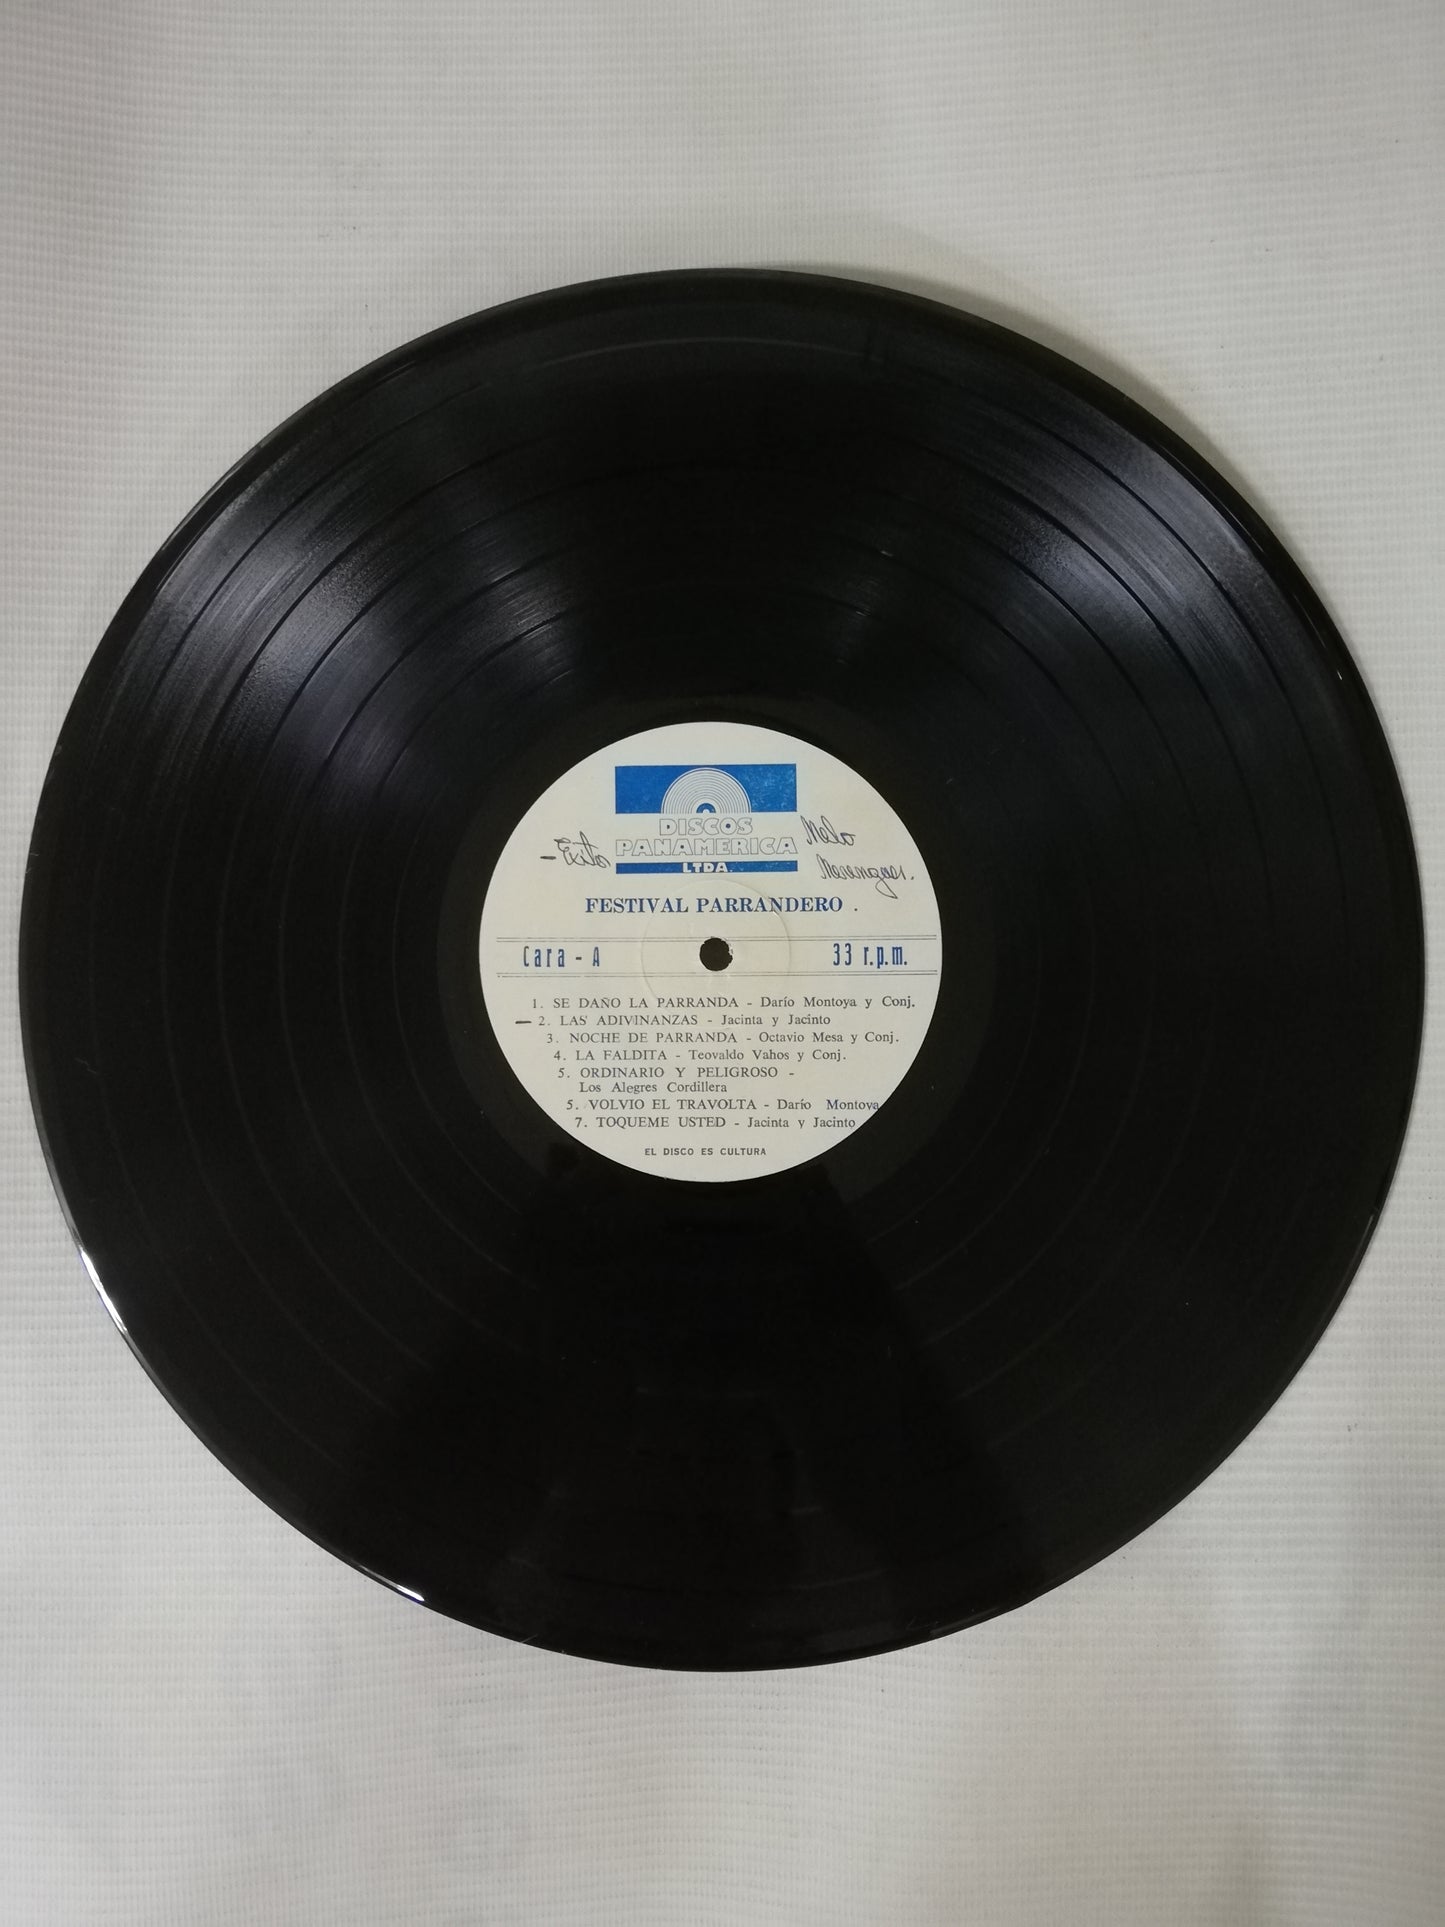 DISCOS
PANAMERICA
LTDA.
- Exito
Melo
Merengues.
FESTIVAL PARRANDERO .
Cara - A 33 r.p.m.
1. SE DAÑO LA PARRANDA - Darío Montoya y Conj.
2. LAS ADIVINANZAS - Jacinta y Jacinto
3. NOCHE DE PARRANDA - Octavio Mesa y Conj.
4. LA FALDITA - Teovaldo Vahos y Conj.
5. ORDINARIO Y PELIGROSO -
Los Alegres Cordillera
5. VOLVIO EL TRAVOLTA - Darío Montoya
7. TOQUEME USTED - Jacinta y Jacinto
EL DISCO ES CULTURA